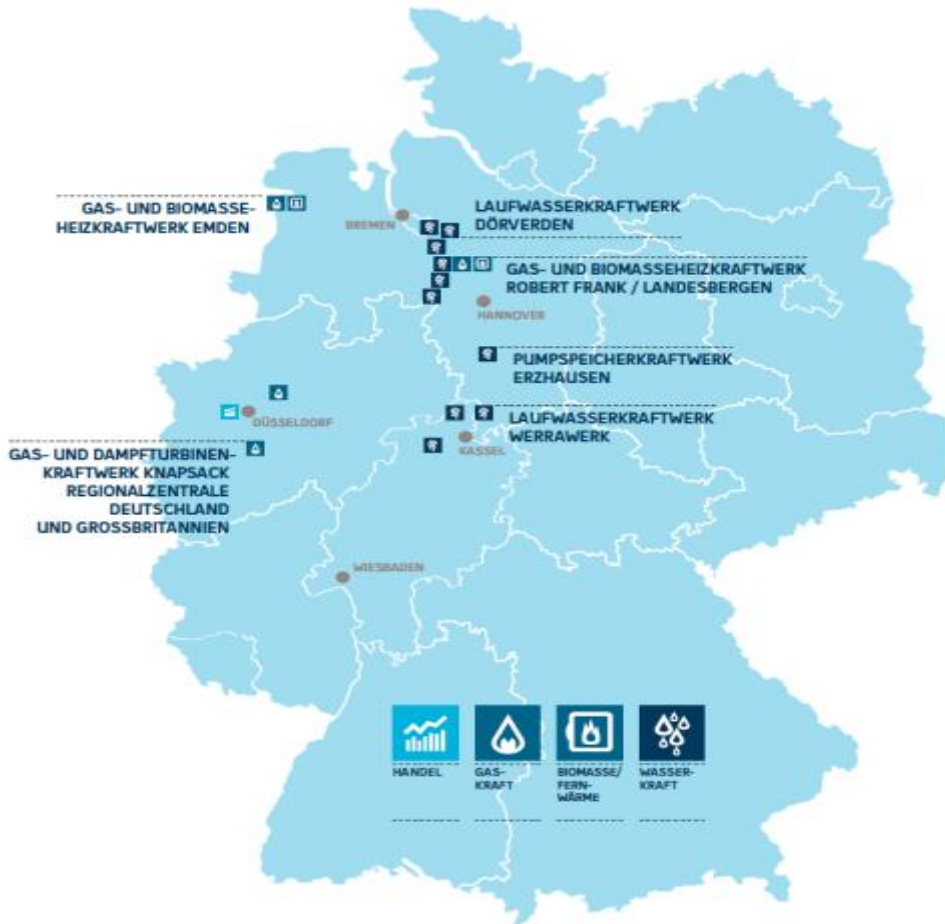 GAS- UND BIOMASSE-
HEIZKRAFTWERK EMDEN
BREMEN
LAUFWASSERKRAFTWERK
DÖRVERDEN
GAS- UND BIOMASSEHEIZKRAFTWERK
ROBERT FRANK / LANDESBERGEN
HANNOVER
PUMPSPEICHERKRAFTWERK
ERZHAUSEN
DÜSSELDORF
LAUFWASSERKRAFTWERK
WERRAWERK
KASSEL
GAS- UND DAMPFTURBINEN-
KRAFTWERK KNAPSACK
REGIONALZENTRALE
DEUTSCHLAND
UND GROSSBRITANNIEN
WIESBADEN
HANDEL
GAS-
KRAFT
BIOMASSE/
FERN-
WÄRME
WASSER-
KRAFT